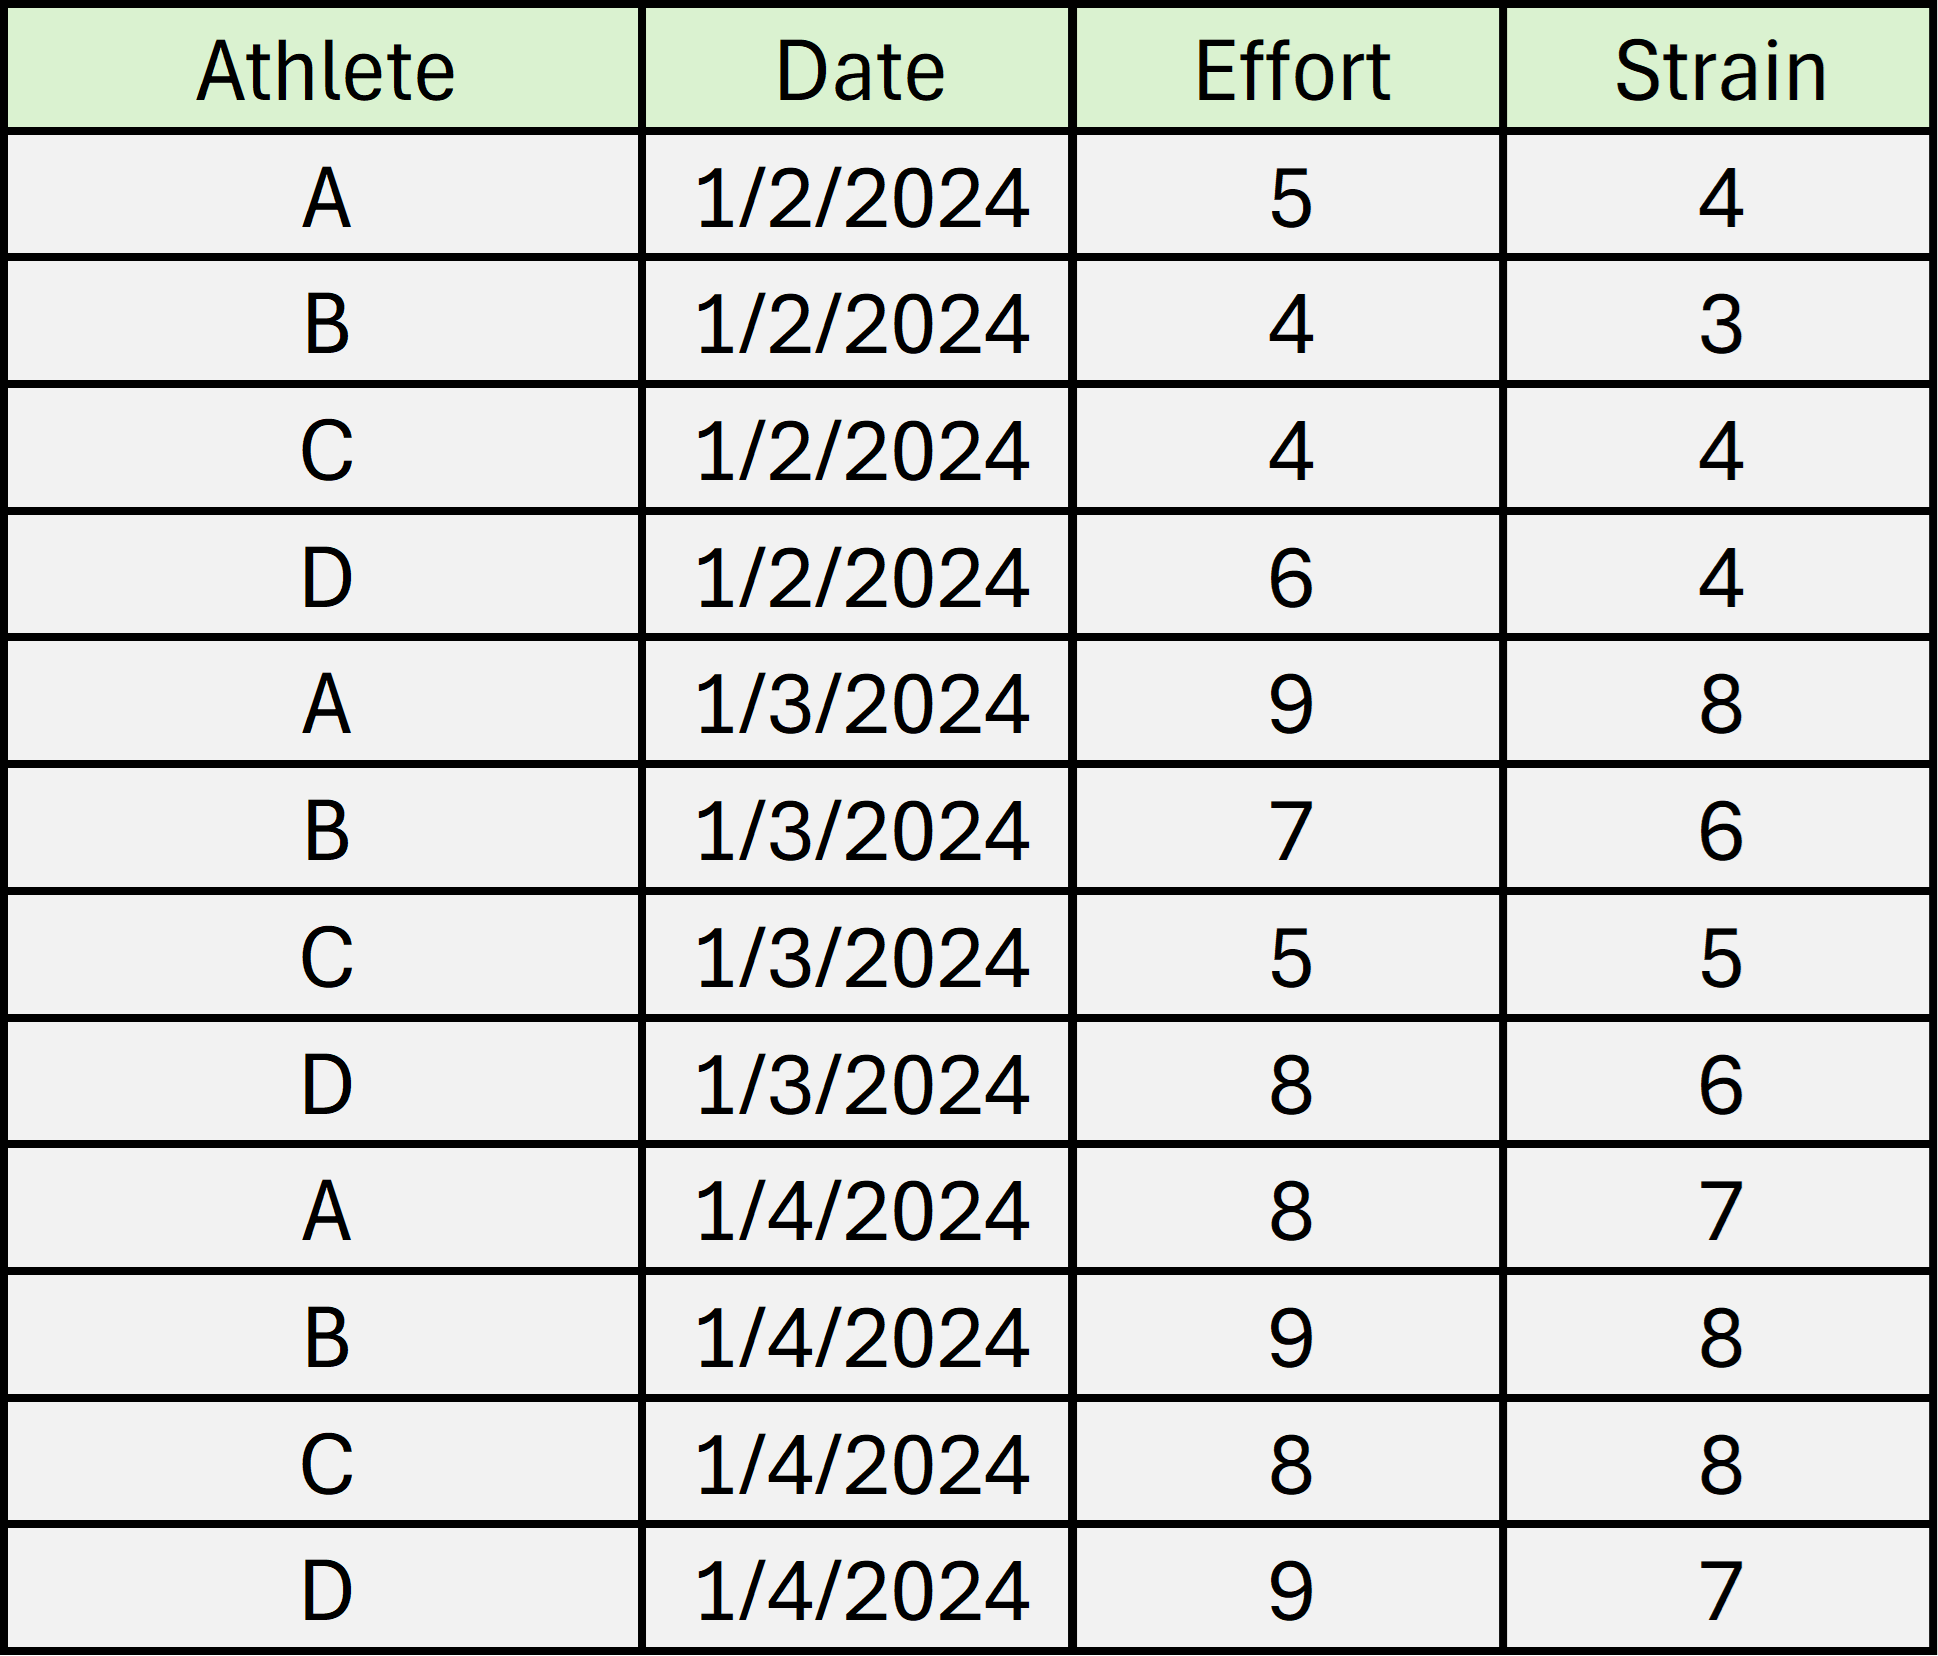 Athlete Date Effort Strain
A 1/2/2024 5 4
B 1/2/2024 4 3
C 1/2/2024 4 4
D 1/2/2024 6 4
A 1/3/2024 9 8
B 1/3/2024 7 6
C 1/3/2024 5 5
D 1/3/2024 8 6
A 1/4/2024 8 7
B 1/4/2024 9 8
C 1/4/2024 8 8
D 1/4/2024 9 7